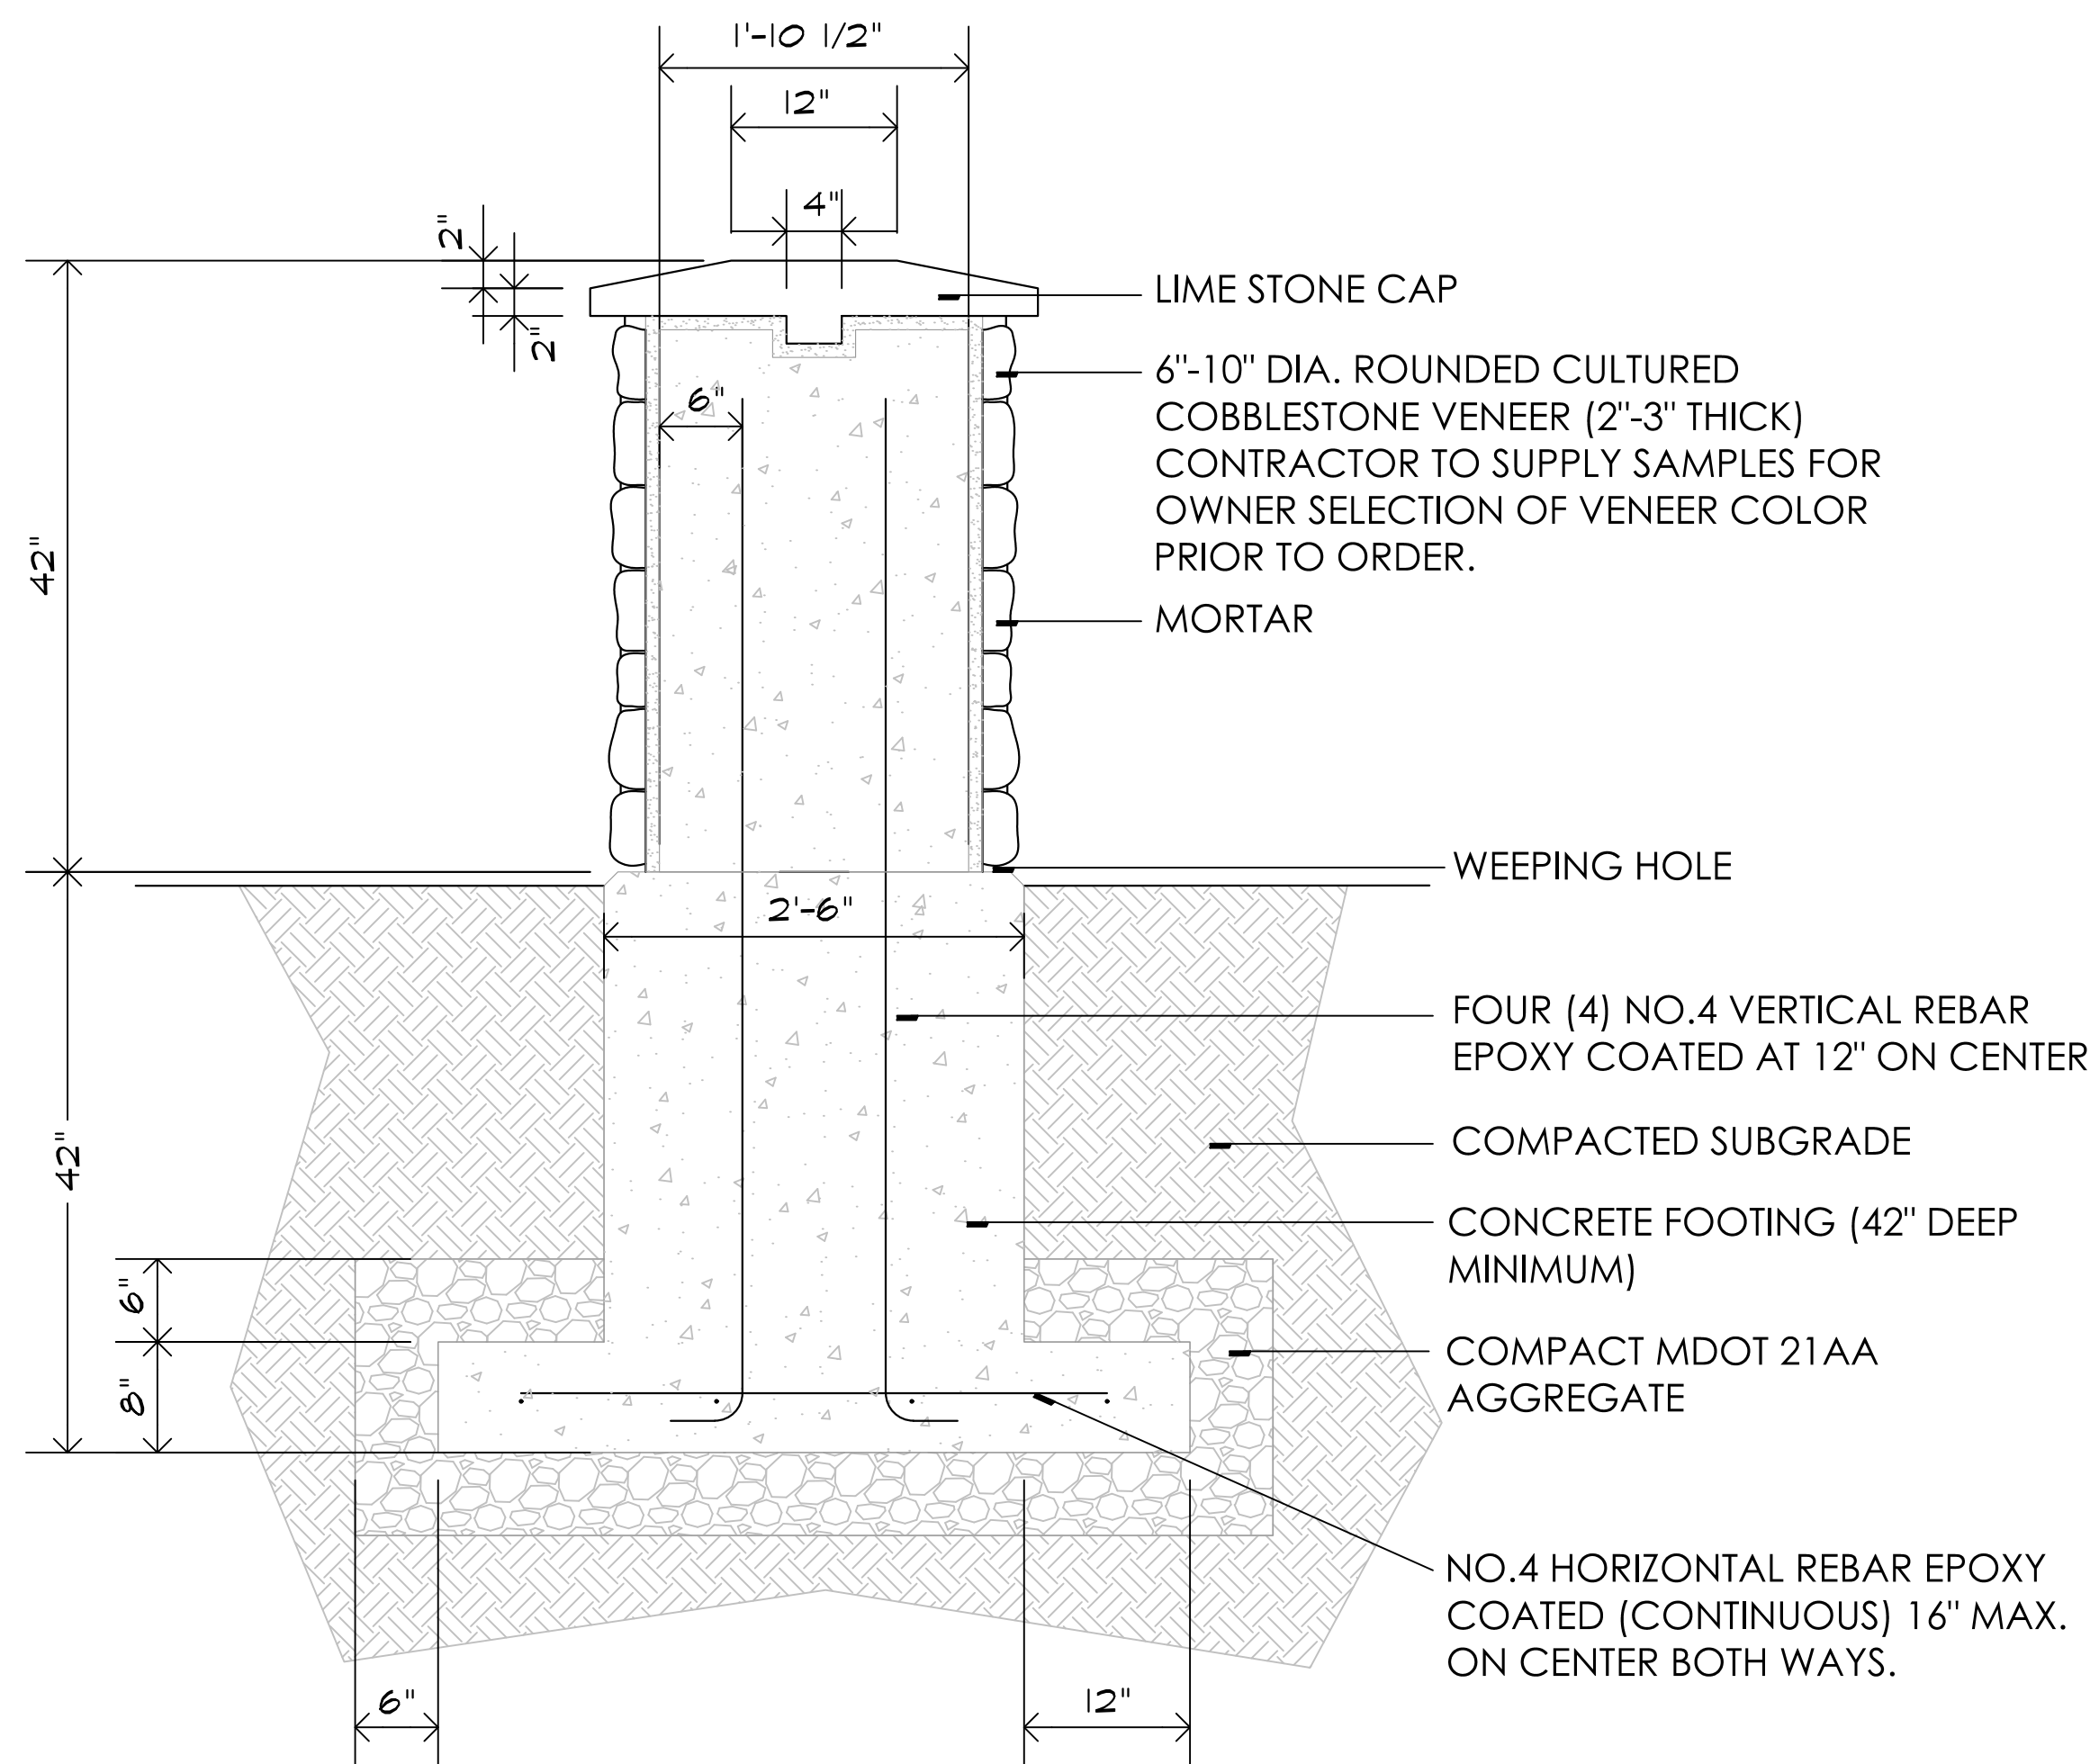 1'-10 1/2"
12"
4"
2"
2"
LIME STONE CAP
6"-10" DIA. ROUNDED CULTURED
COBBLESTONE VENEER (2"-3" THICK)
CONTRACTOR TO SUPPLY SAMPLES FOR
OWNER SELECTION OF VENEER COLOR
PRIOR TO ORDER.
6"
42"
MORTAR
WEEPING HOLE
2'-6"
FOUR (4) NO.4 VERTICAL REBAR
EPOXY COATED AT 12" ON CENTER
COMPACTED SUBGRADE
42"
CONCRETE FOOTING (42" DEEP
MINIMUM)
6"
COMPACT MDOT 21AA
AGGREGATE
8"
NO.4 HORIZONTAL REBAR EPOXY
COATED (CONTINUOUS) 16" MAX.
ON CENTER BOTH WAYS.
6"
12"